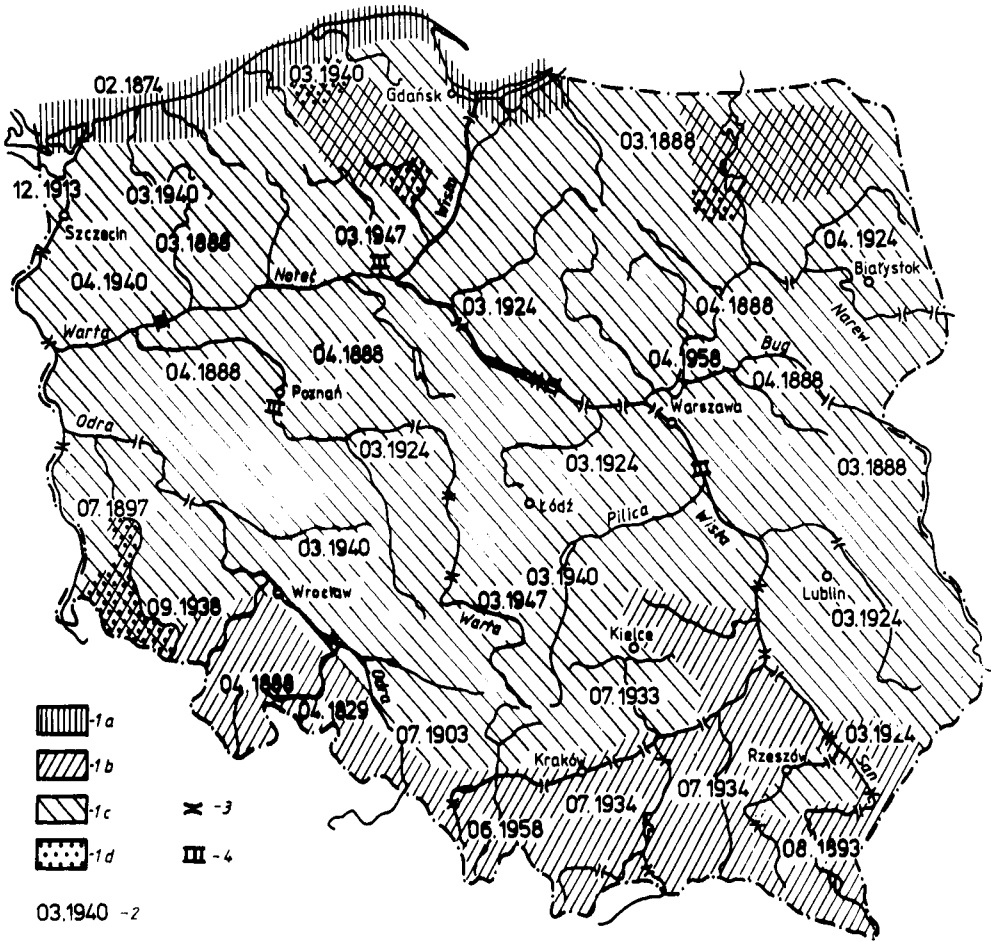 02.1874
03.1940
Gdańsk
03.1888
12.1913
03.1940
Szczecin
03.1888
03.1947
Wisła
04.1924
Białystok
04.1940
Noteć
03.1924
04.1888
Narew
Warta
04.1888
04.1888
04.1958
Bug
04.1888
Poznań
Warszawa
Odra
03.1924
03.1924
03.1888
07.1897
Łódź
Pilica
Wisła
03.1940
03.1940
09.1938
Wrocław
03.1947
Warta
Lublin
03.1924
Kielce
04.1888
04.1829
Odra
07.1933
07.1903
03.1924
Kraków
Rzeszów
San
07.1934
07.1934
06.1958
08.1893
-1a
-1b
-1c
-3
-1d
-4
03.1940 -2